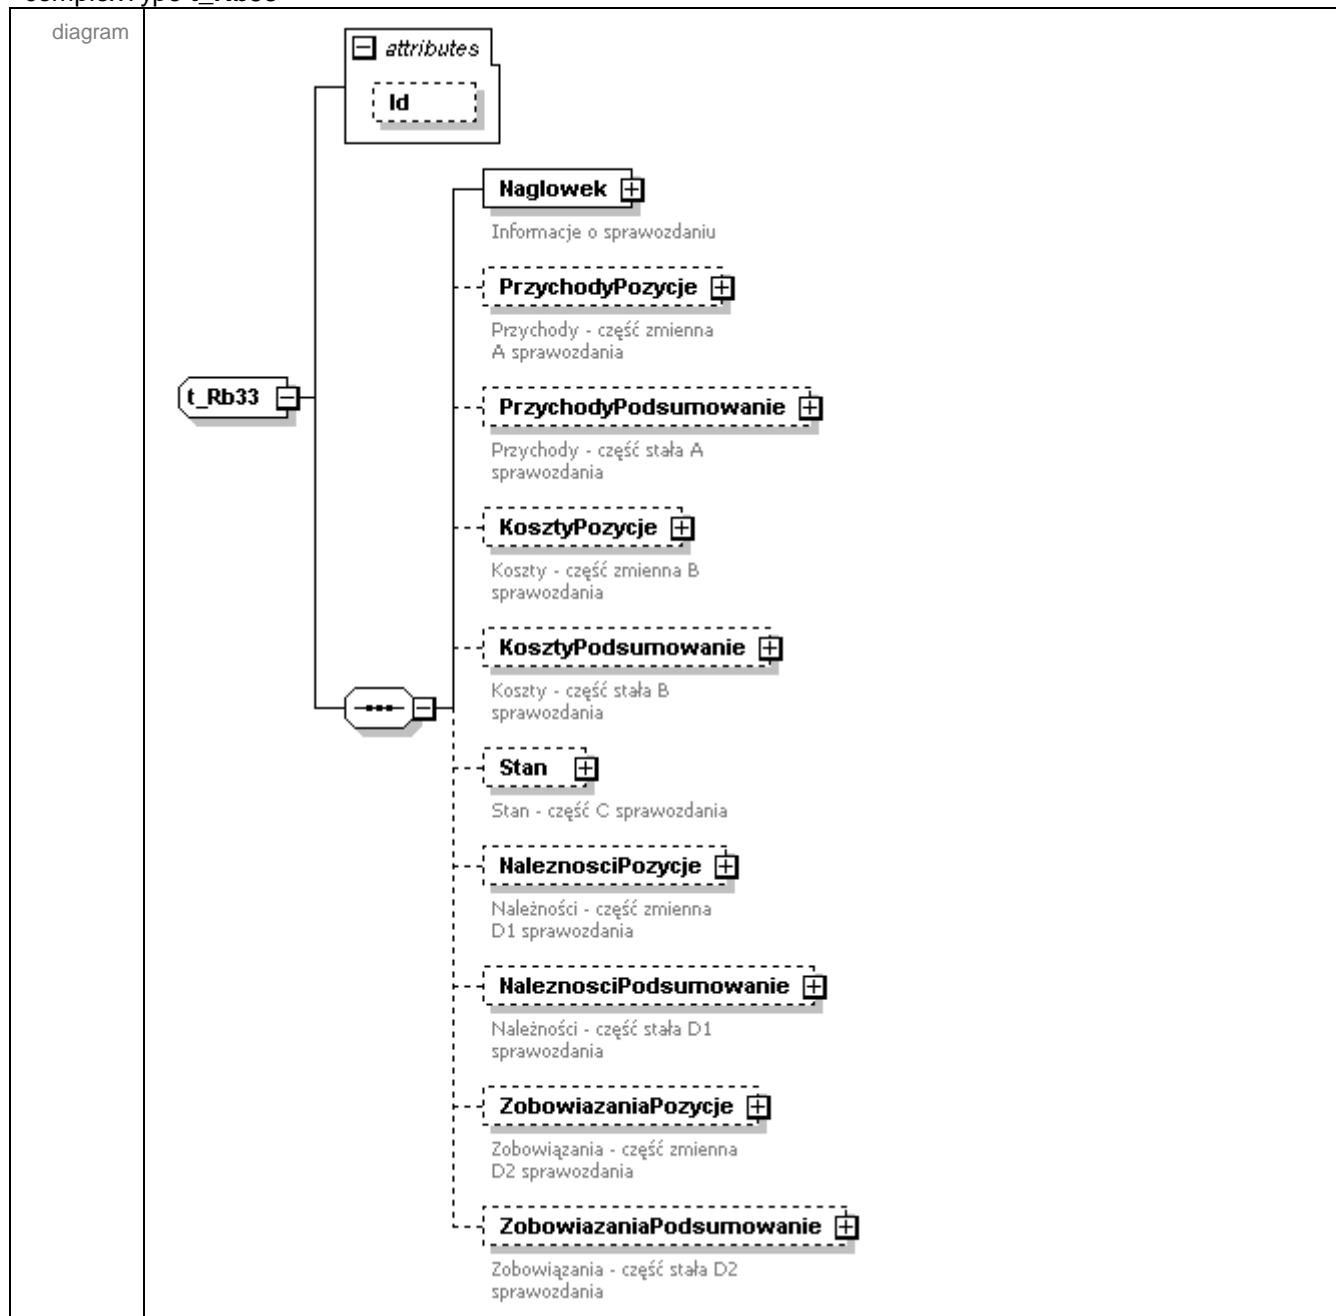 complexType t_Rb33
diagram
attributes
Id
Naglowek
Informacje o sprawozdaniu
PrzychodyPozycje
Przychody - część zmienna
A sprawozdania
t_Rb33
PrzychodyPodsumowanie
Przychody - część stała A
sprawozdania
KosztyPozycje
Koszty - część zmienna B
sprawozdania
KosztyPodsumowanie
Koszty - część stała B
sprawozdania
Stan
Stan - część C sprawozdania
NaleznosciPozycje
Należności - część zmienna
D1 sprawozdania
NaleznosciPodsumowanie
Należności - część stała D1
sprawozdania
ZobowiazaniaPozycje
Zobowiązania - część zmienna
D2 sprawozdania
ZobowiazaniaPodsumowanie
Zobowiązania - część stała D2
sprawozdania